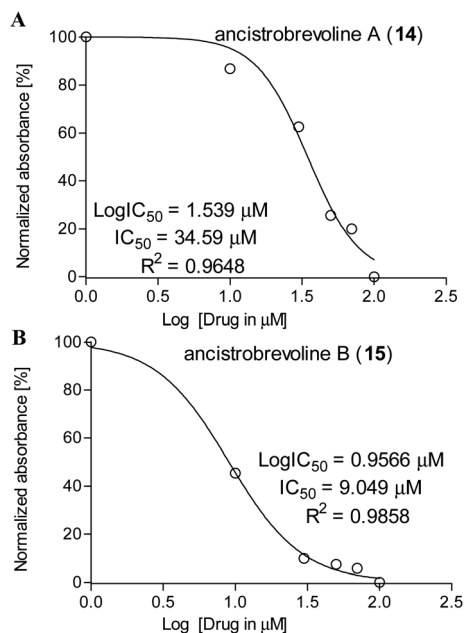 A
ancistrobrevoline A (14)
Normalized absorbance [%]
100
80
60
40
20
0
LogIC50 = 1.539 μM
IC50 = 34.59 μM
R2 = 0.9648
0.0 0.5 1.0 1.5 2.0 2.5
Log [Drug in μM]
B
ancistrobrevoline B (15)
Normalized absorbance [%]
100
80
60
40
20
0
LogIC50 = 0.9566 μM
IC50 = 9.049 μM
R2 = 0.9858
0.0 0.5 1.0 1.5 2.0 2.5
Log [Drug in μM]